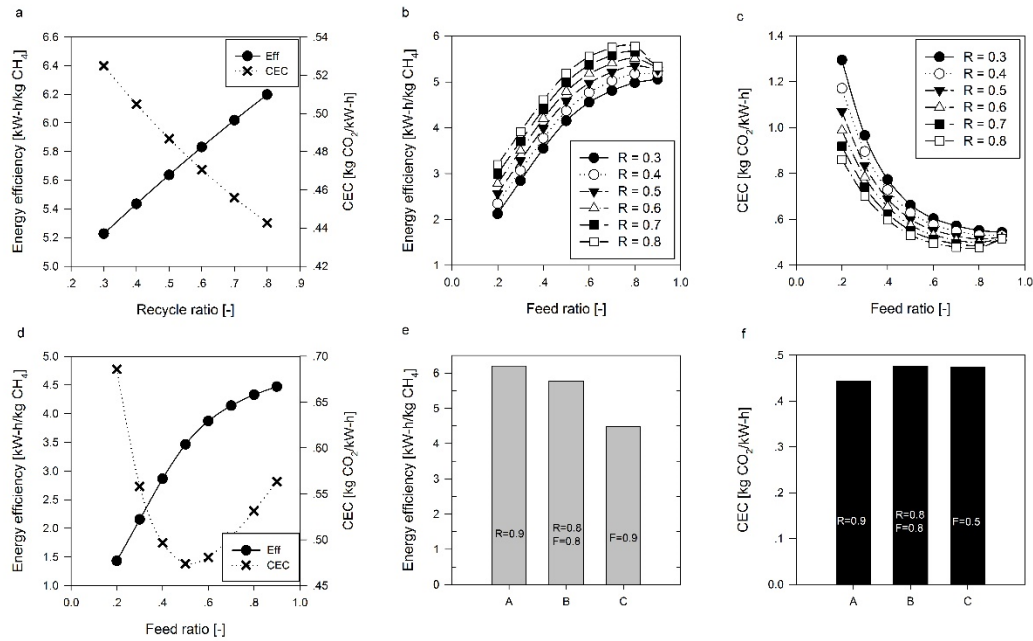 a
Energy efficiency [kW-h/kg CH4]
6.6
6.4
6.2
6.0
5.8
5.6
5.4
5.2
5.0
.54
.52
.50
.48
.46
.44
.42
CEC [kg CO2/kW-h]
Eff
CEC
.2 .3 .4 .5 .6 .7 .8 .9
Recycle ratio [-]
b
Energy efficiency [kW-h/kg CH4]
6
5
4
3
2
1
R = 0.3
R = 0.4
R = 0.5
R = 0.6
R = 0.7
R = 0.8
0.0 .2 .4 .6 .8 1.0
Feed ratio [-]
c
CEC [kg CO2/kW-h]
1.4
1.2
1.0
.8
.6
.4
R = 0.3
R = 0.4
R = 0.5
R = 0.6
R = 0.7
R = 0.8
0.0 .2 .4 .6 .8 1.0
Feed ratio [-]
d
Energy efficiency [kW-h/kg CH4]
5.0
4.5
4.0
3.5
3.0
2.5
2.0
1.5
1.0
.70
.65
.60
.55
.50
.45
CEC [kg CO2/kW-h]
Eff
CEC
0.0 .2 .4 .6 .8 1.0
Feed ratio [-]
e
Energy efficiency [kW-h/kg CH4]
6
5
4
3
2
1
0
R=0.9
R=0.8
F=0.8
F=0.9
A B C
f
CEC [kg CO2/kW-h]
.5
.4
.3
.2
.1
0.0
R=0.9
R=0.8
F=0.8
F=0.5
A B C